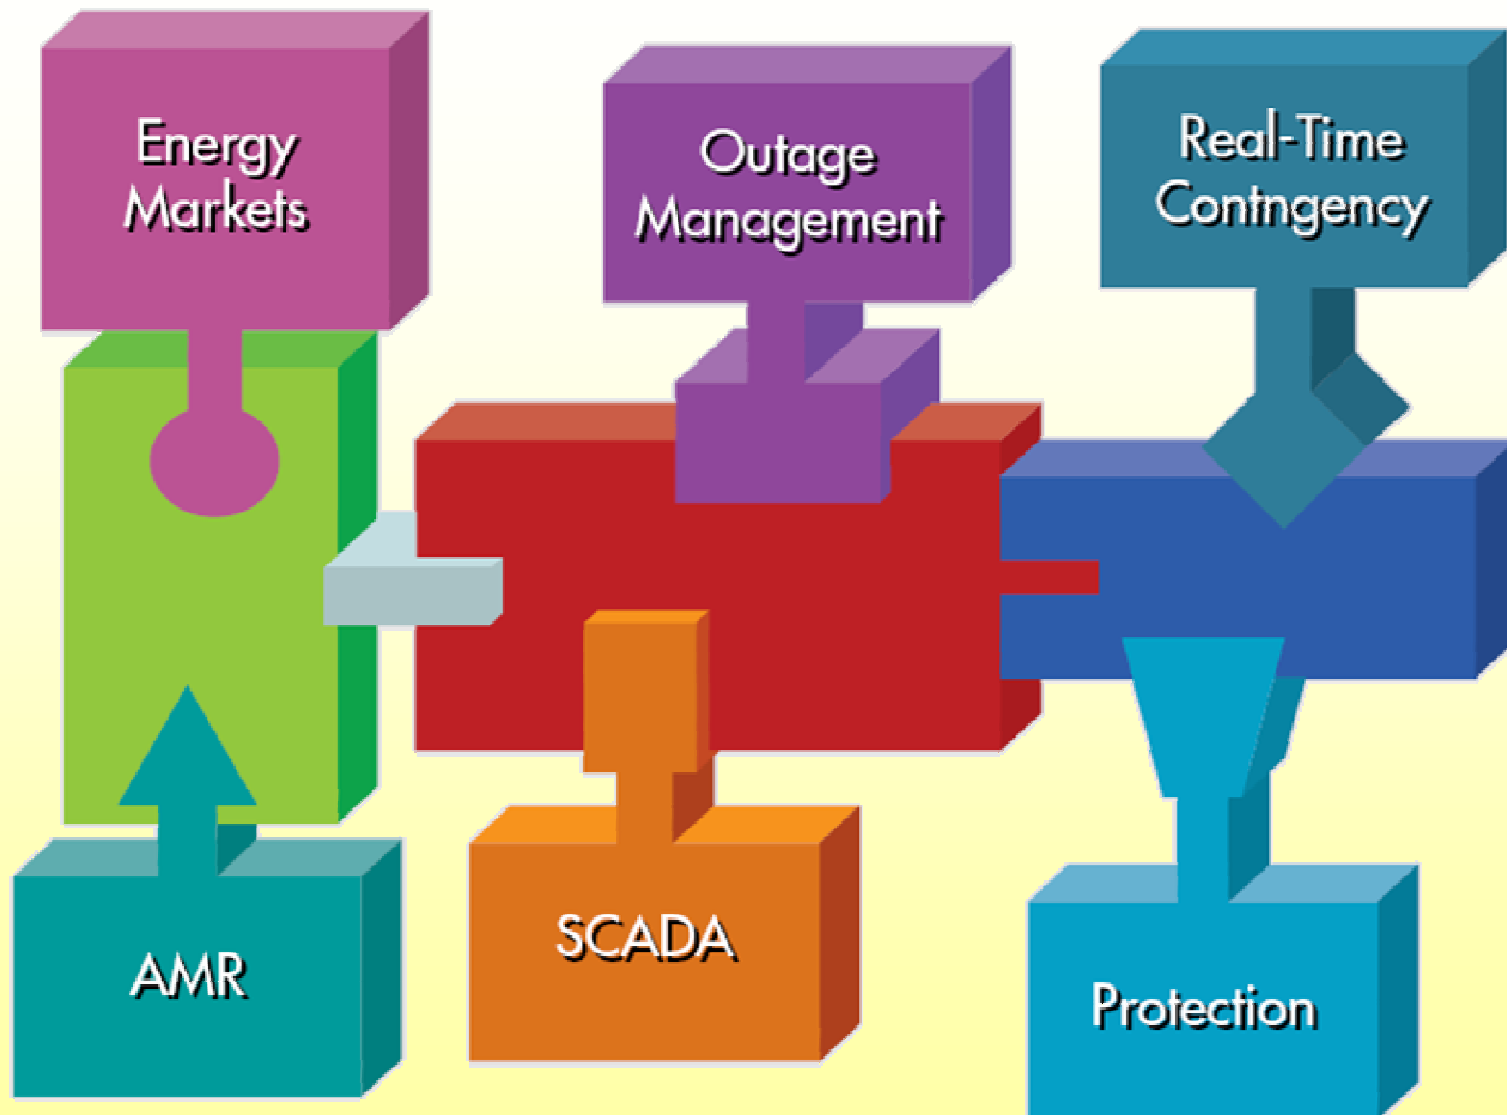 Energy
Markets
Outage
Management
Real-Time
Contngency
AMR
SCADA
Protection